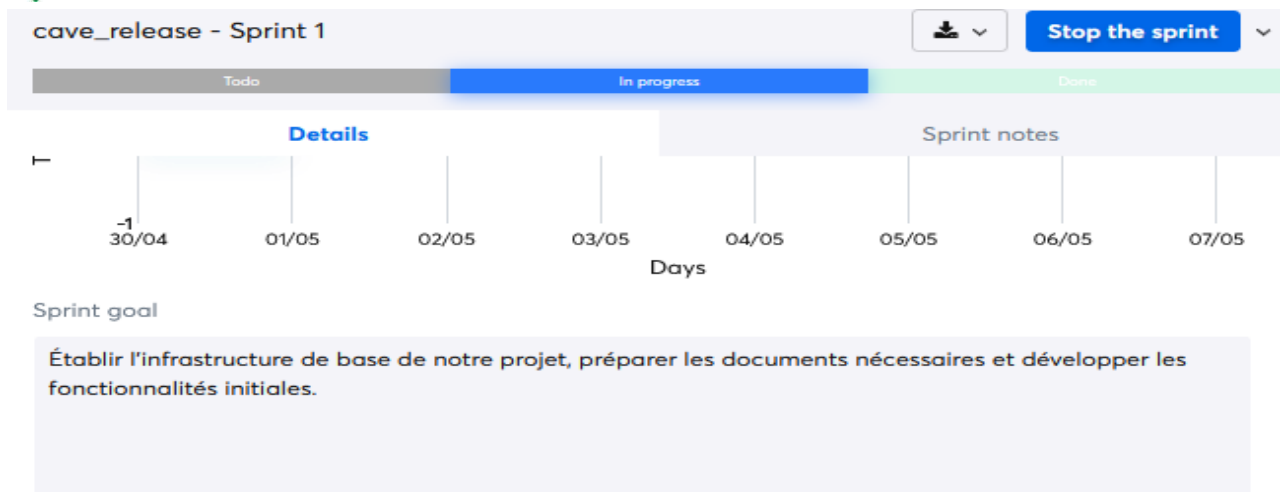 cave_release - Sprint 1
Stop the sprint
Todo
In progress
Done
Details
Sprint notes
-1
30/04 01/05 02/05 03/05 04/05 05/05 06/05 07/05
Days
Sprint goal
Établir l'infrastructure de base de notre projet, préparer les documents nécessaires et développer les
fonctionnalités initiales.